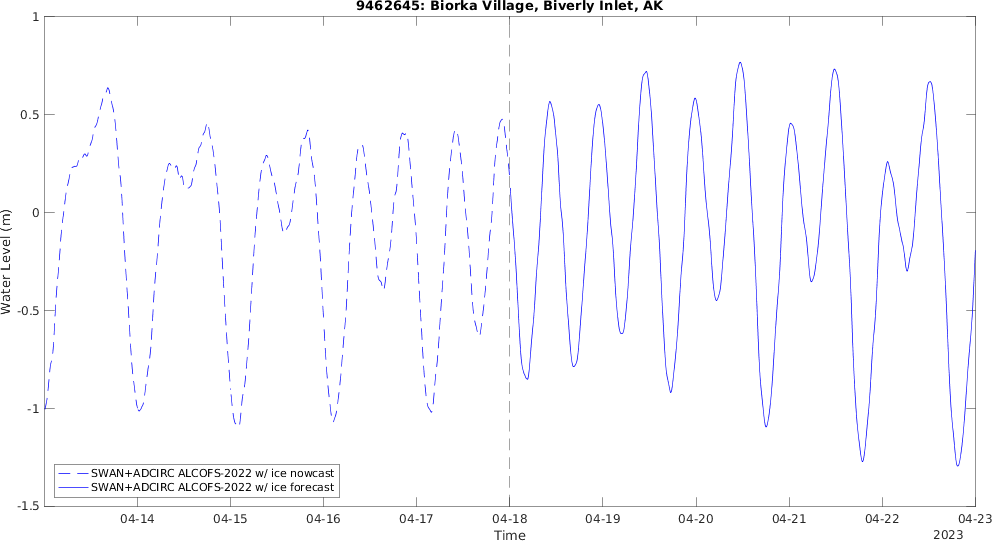 9462645: Biorka Village, Biverly Inlet, AK
Water Level (m)
1
0.5
0
-0.5
-1
-1.5
SWAN+ADCIRC ALCOFS-2022 w/ ice nowcast
SWAN+ADCIRC ALCOFS-2022 w/ ice forecast
04-14 04-15 04-16 04-17 04-18 04-19 04-20 04-21 04-22 04-23
Time
2023